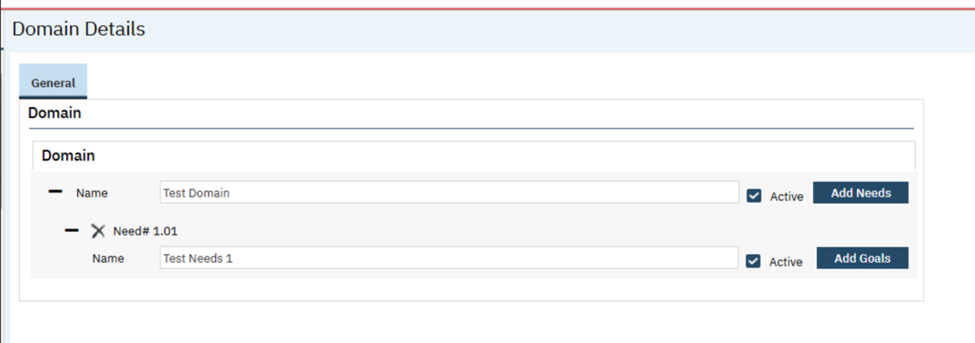 Domain Details
General
Domain
Domain
Name Test Domain Active Add Needs
Need# 1.01
Name Test Needs 1 Active Add Goals